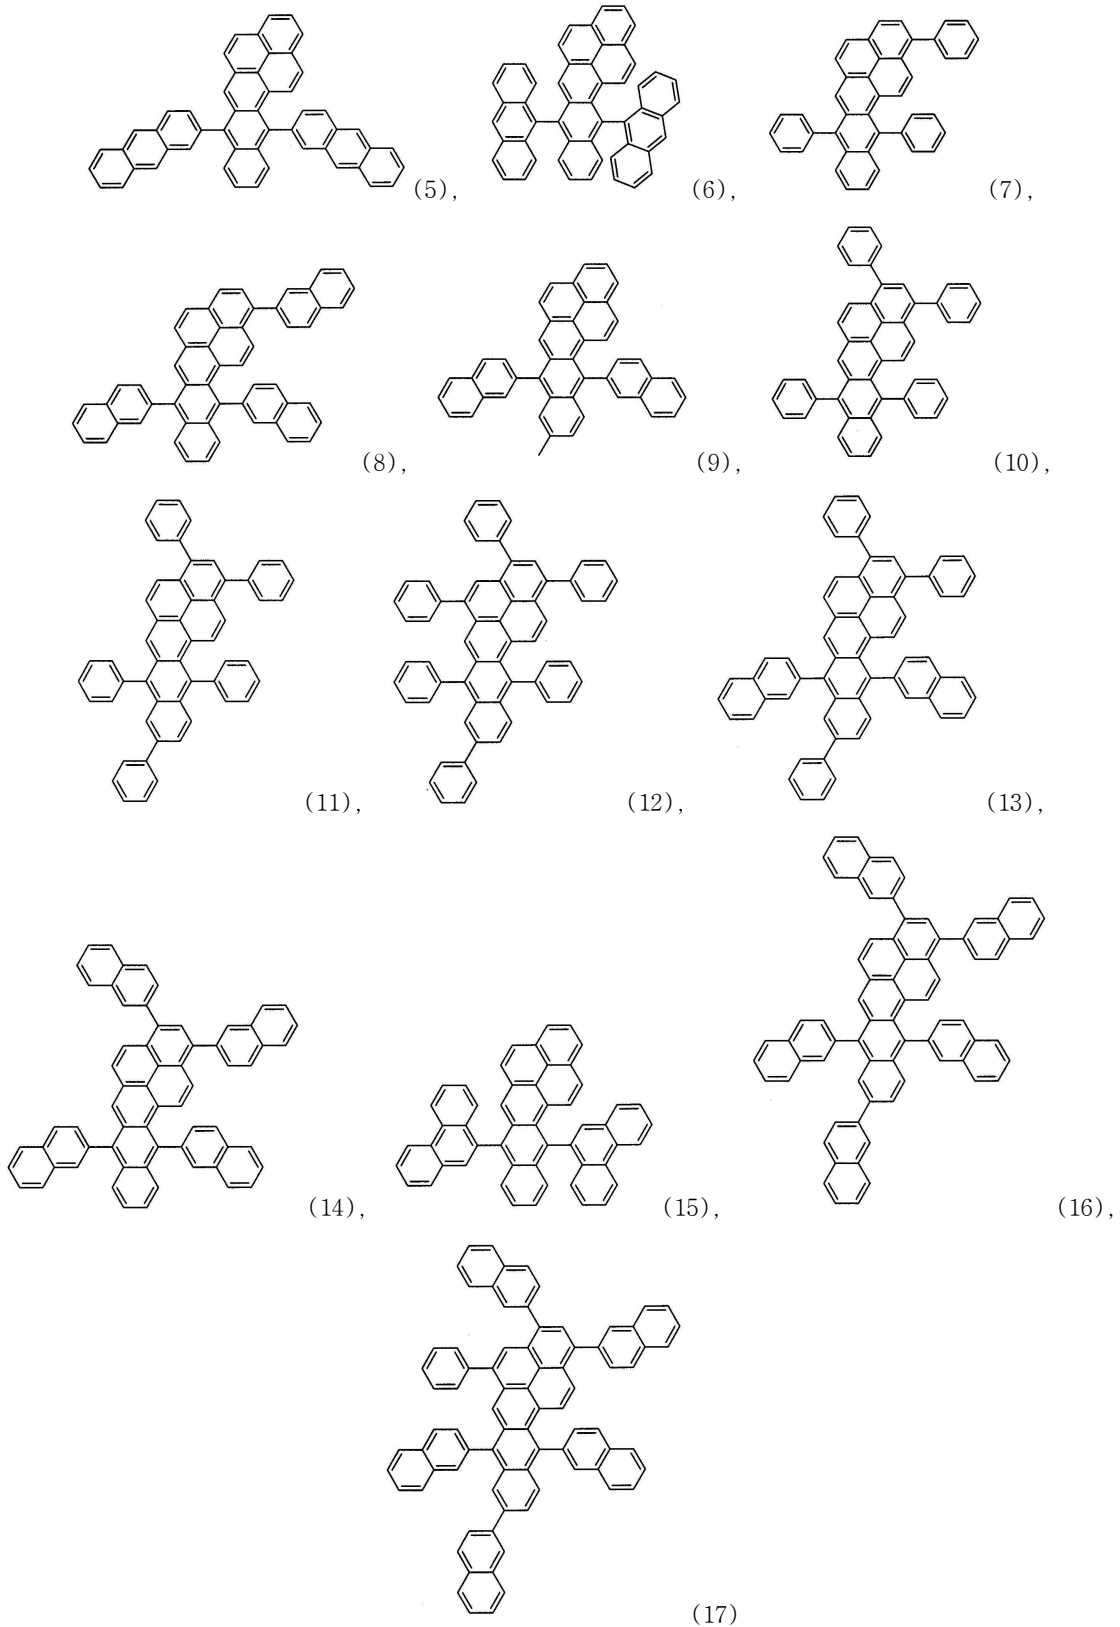 (5), (6), (7),
(8), (9), (10),
(11), (12), (13),
(14), (15), (16),
(17)